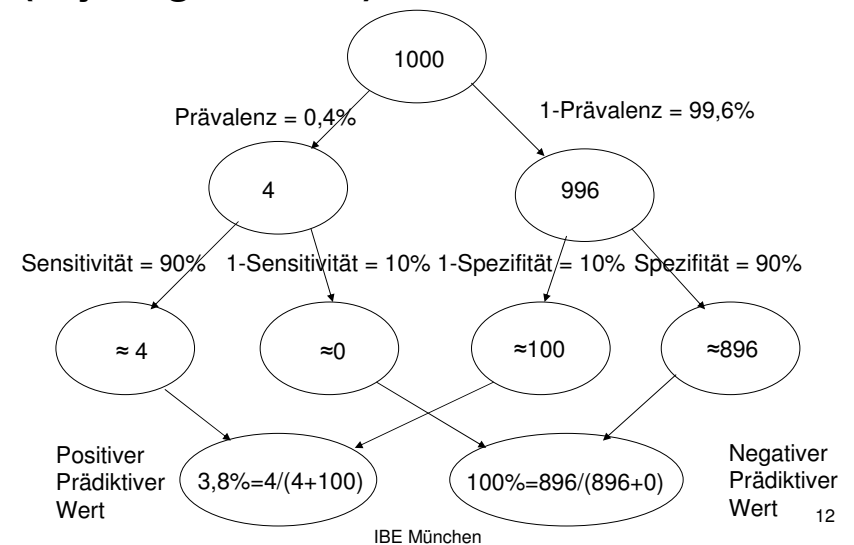 1000
Prävalenz = 0,4%
1-Prävalenz = 99,6%
4
996
Sensitivität = 90%
1-Sensitivität = 10%
1-Spezifität = 10%
Spezifität = 90%
≈ 4
≈0
≈100
≈896
Positiver
Prädiktiver
Wert
3,8%=4/(4+100)
100%=896/(896+0)
Negativer
Prädiktiver
Wert
12
IBE München